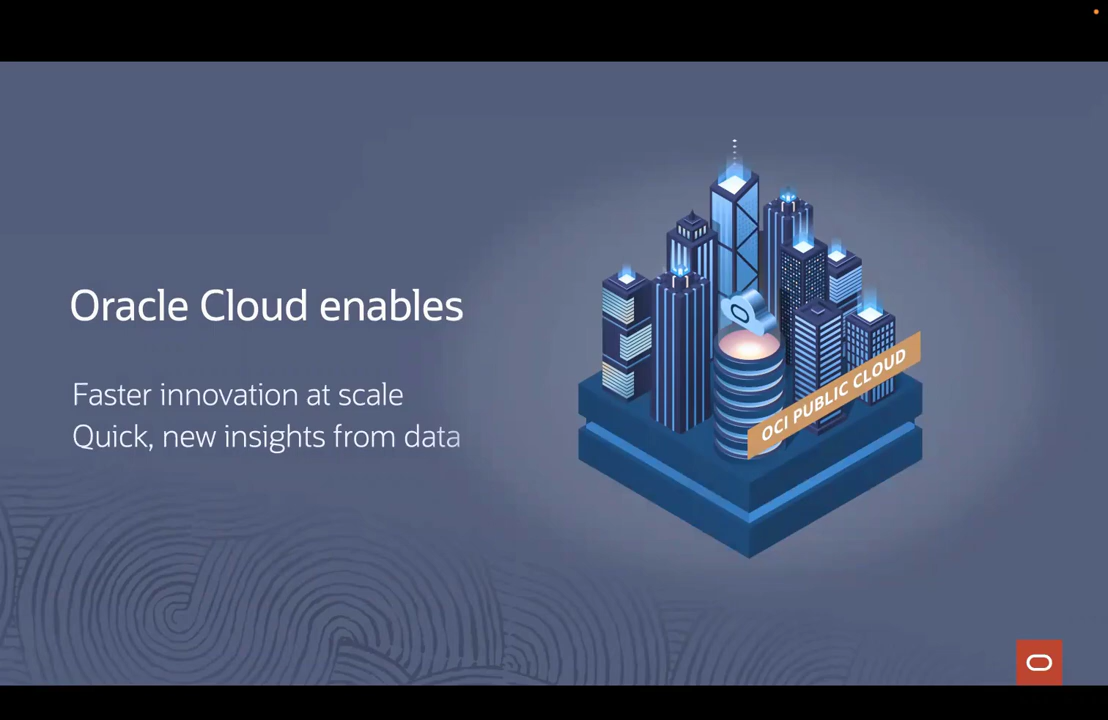 Oracle Cloud enables
Faster innovation at scale
Quick, new insights from data
OCI PUBLIC CLOUD